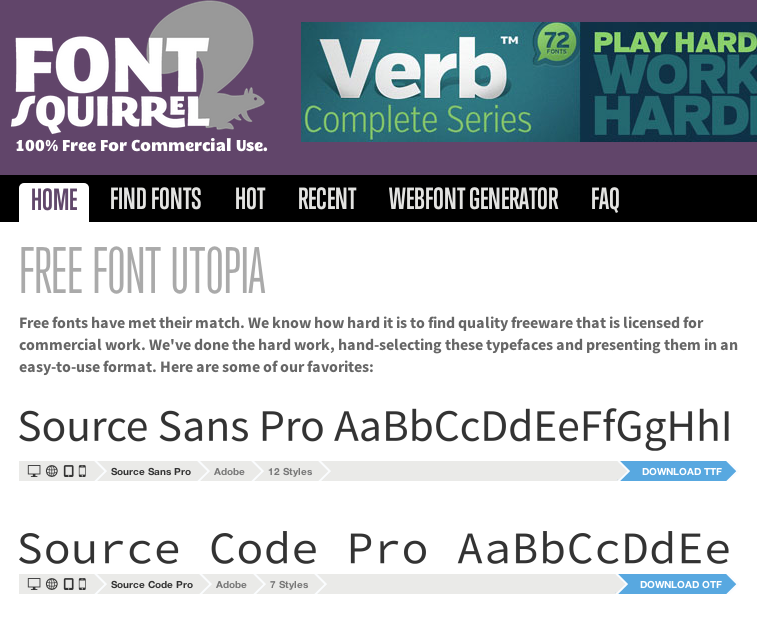 FONT
SQUIRREL
100% Free For Commercial Use.
Verb™
Complete Series
72
FONTS
PLAY HARD
WORK
HARD
HOME FIND FONTS HOT RECENT WEBFONT GENERATOR FAQ
FREE FONT UTOPIA
Free fonts have met their match. We know how hard it is to find quality freeware that is licensed for
commercial work. We've done the hard work, hand-selecting these typefaces and presenting them in an
easy-to-use format. Here are some of our favorites:
Source Sans Pro AaBbCcDdEeFfGgHhI
Source Sans Pro Adobe 12 Styles DOWNLOAD TTF
Source Code Pro AaBbCcDdEe
Source Code Pro Adobe 7 Styles DOWNLOAD OTF